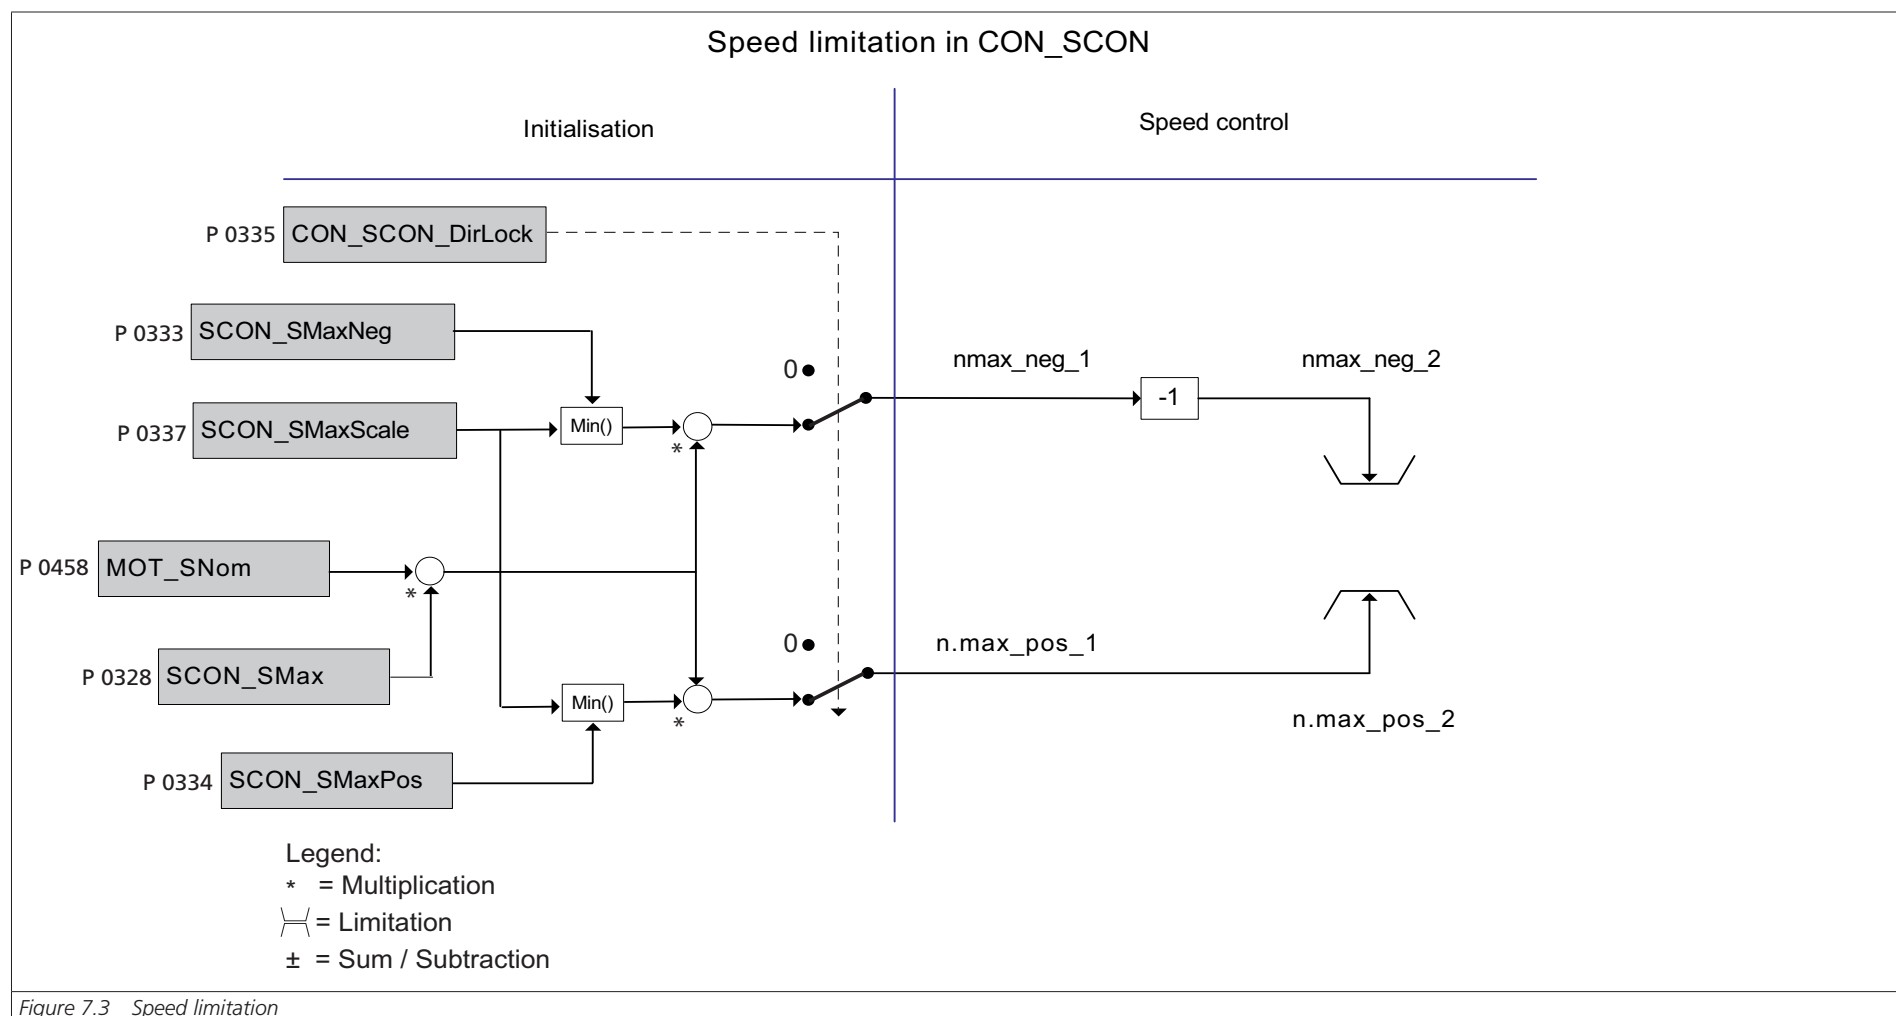 Speed limitation in CON_SCON
Initialisation
Speed control
P 0335 CON_SCON_DirLock
P 0333 SCON_SMaxNeg
0
nmax_neg_1
-1
nmax_neg_2
P 0337 SCON_SMaxScale
Min()
*
P 0458 MOT_SNom
*
P 0328 SCON_SMax
0
n.max_pos_1
Min()
*
n.max_pos_2
P 0334 SCON_SMaxPos
Legend:
* = Multiplication
= Limitation
± = Sum / Subtraction
Figure 7.3 Speed limitation